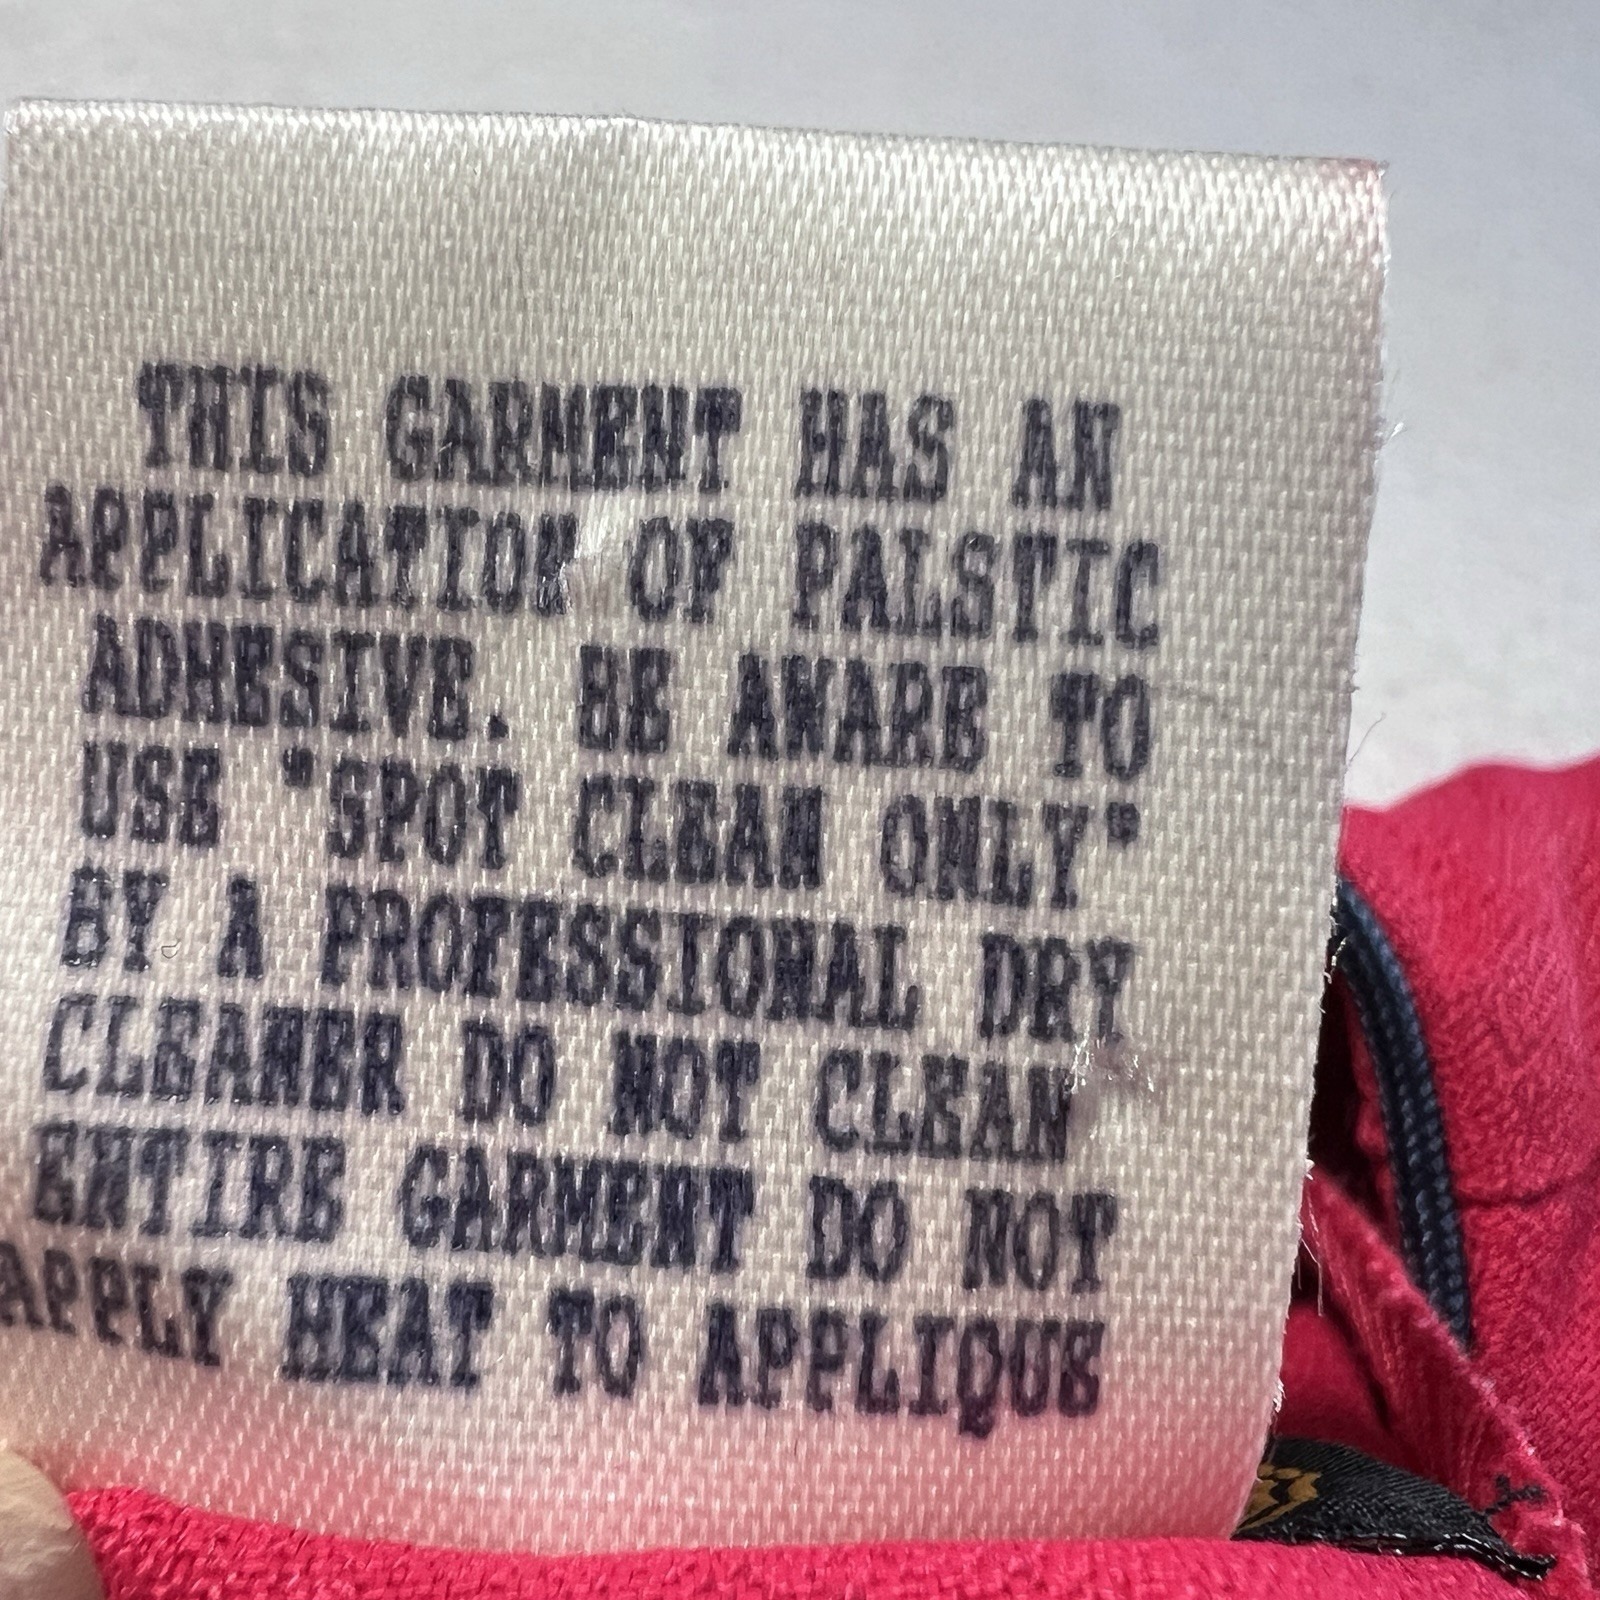 THIS GARMENT HAS AN
APPLICATION OF PALSTIC
ADHESIVE. BE AWARE TO
USE "SPOT CLEAN ONLY"
BY A PROFESSIONAL DRY
CLEANER DO NOT CLEAN
ENTIRE GARMENT DO NOT
APPLY HEAT TO APPLIQUS